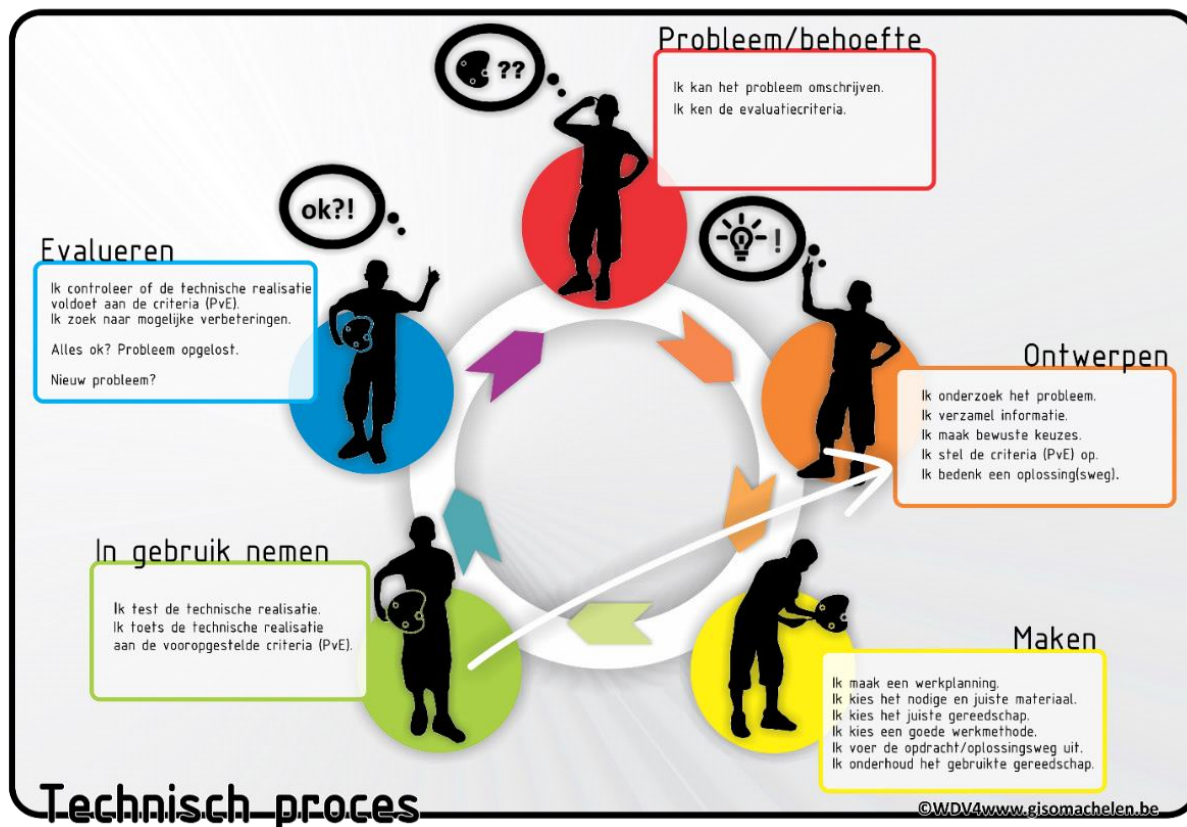 Probleem/behoefte
Ik kan het probleem omschrijven.
Ik ken de evaluatiecriteria.
??
!
Ontwerpen
Ik onderzoek het probleem.
Ik verzamel informatie.
Ik maak bewuste keuzes.
Ik stel de criteria (PvE) op.
Ik bedenk een oplossing(sweg).
Maken
Ik maak een werkplanning.
Ik kies het nodige en juiste materiaal.
Ik kies het juiste gereedschap.
Ik kies een goede werkmethode.
Ik voer de opdracht/oplossingsweg uit.
Ik onderhoud het gebruikte gereedschap.
In gebruik nemen
Ik test de technische realisatie.
Ik toets de technische realisatie
aan de vooropgestelde criteria (PvE).
ok?!
Evalueren
Ik controleer of de technische realisatie
voldoet aan de criteria (PvE).
Ik zoek naar mogelijke verbeteringen.
Alles ok? Probleem opgelost.
Nieuw probleem?
Technisch proces
©WDV4www.gisomachelen.be